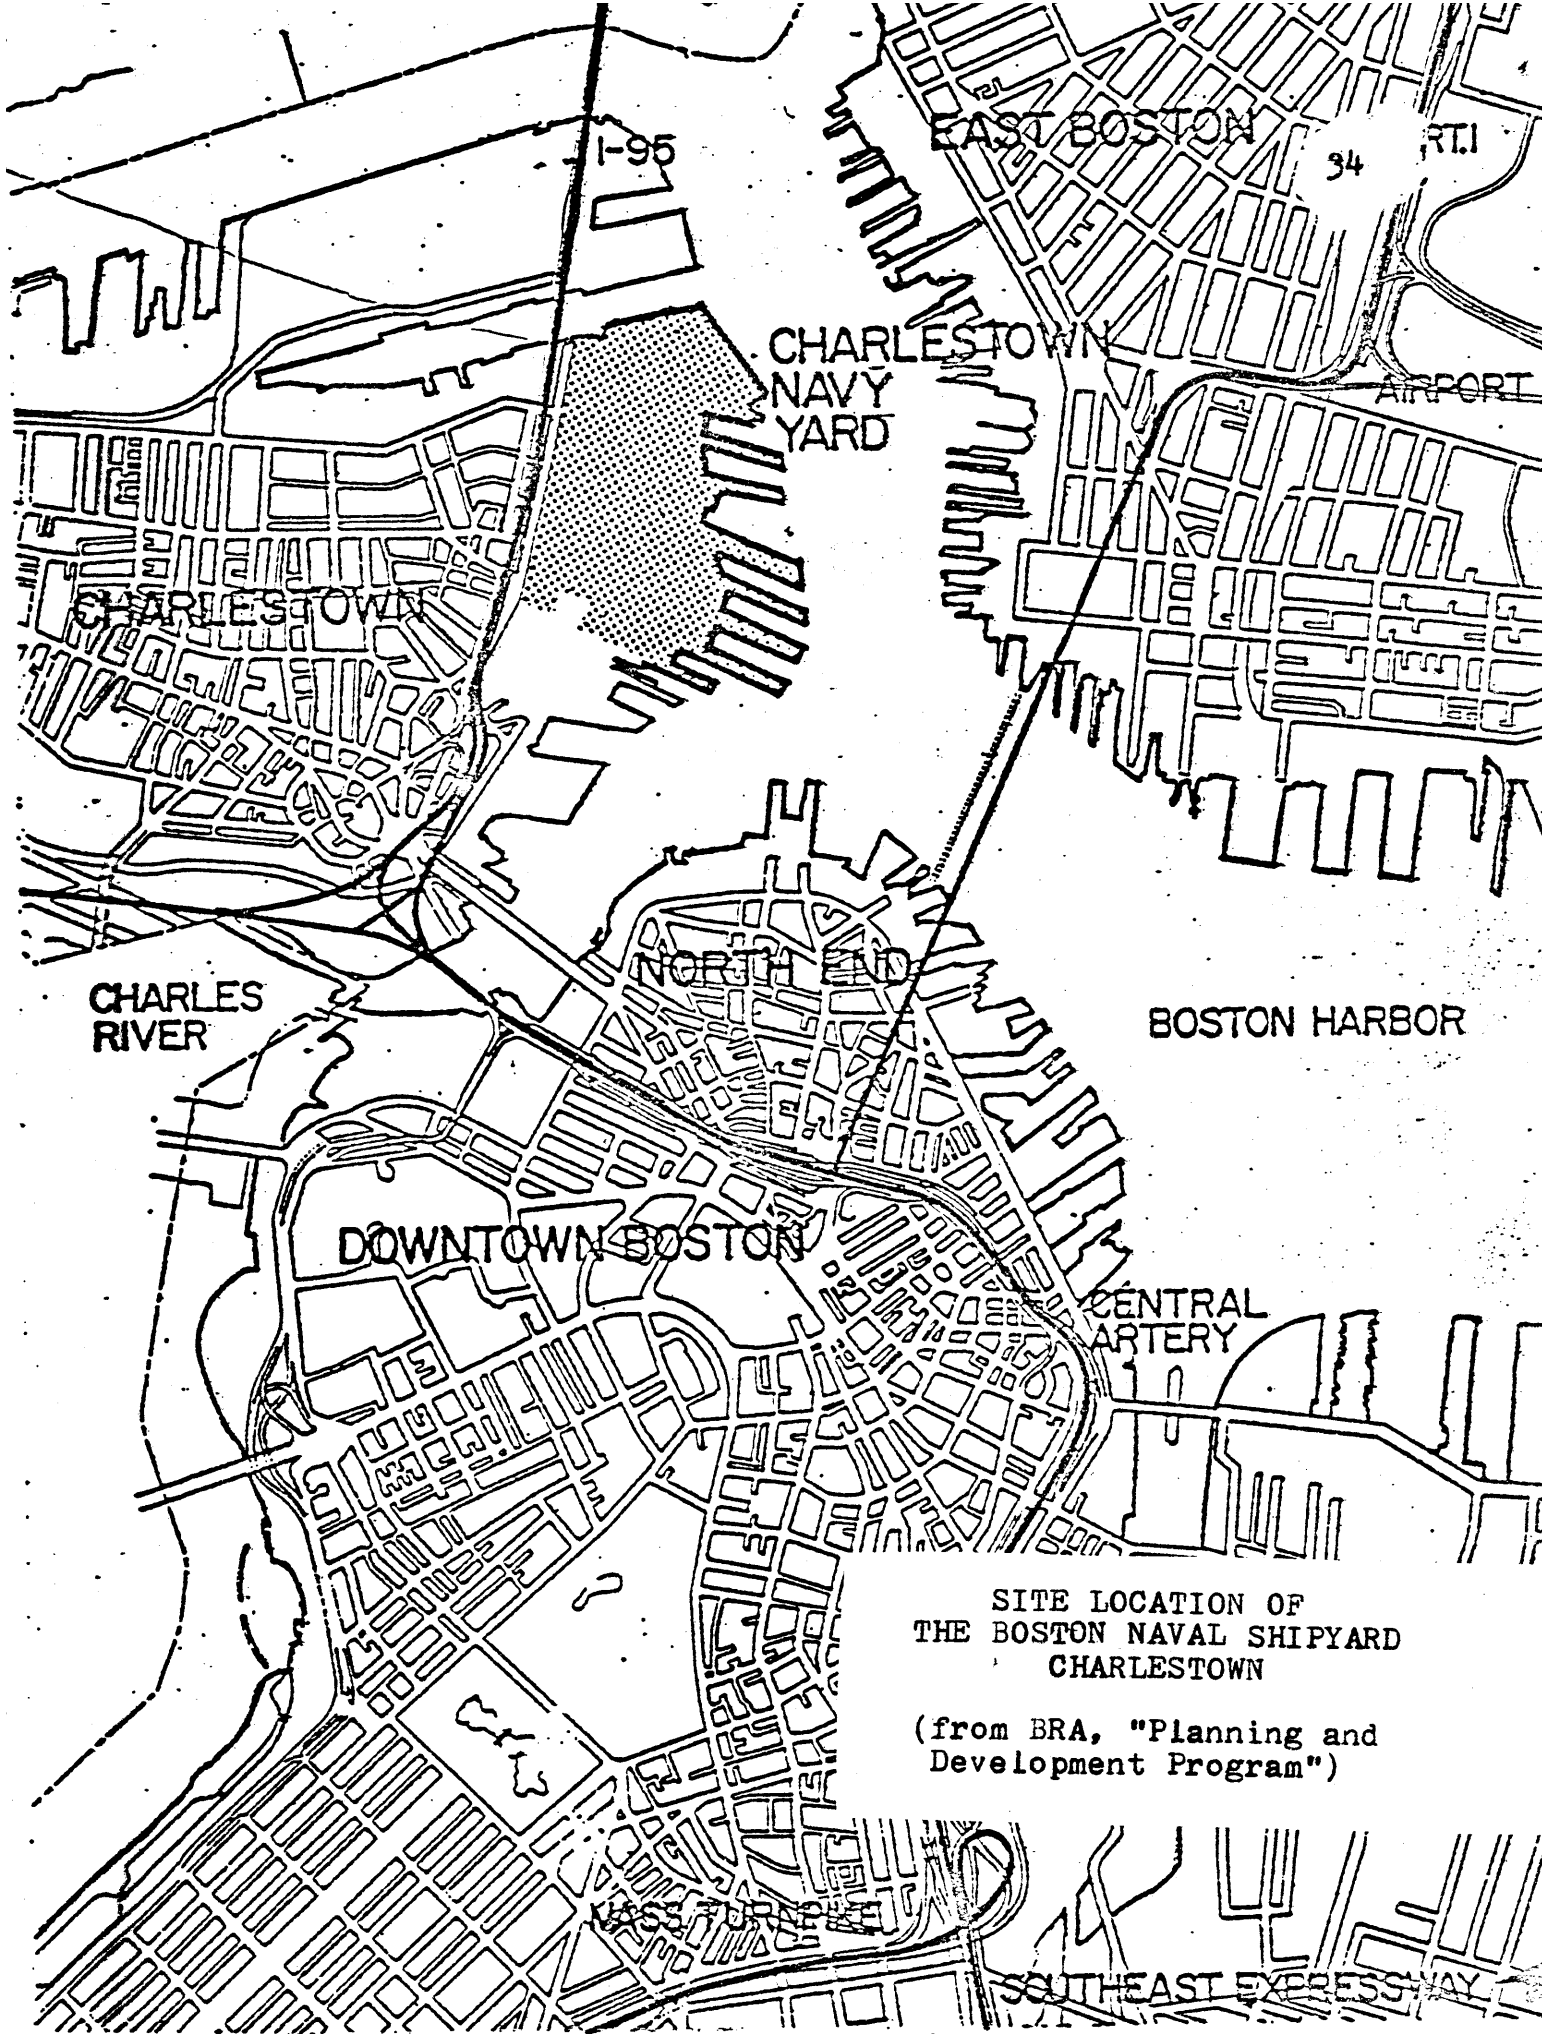 I-95
EAST BOSTON
34
RT.1
CHARLESTOWN
NAVY
YARD
AIRPORT
CHARLESTOWN
NORTH END
CHARLES
RIVER
BOSTON HARBOR
DOWNTOWN BOSTON
CENTRAL
ARTERY
SITE LOCATION OF
THE BOSTON NAVAL SHIPYARD
CHARLESTOWN
(from BRA, "Planning and
Development Program")
MASS TURNPIKE
SOUTHEAST EXPRESSWAY